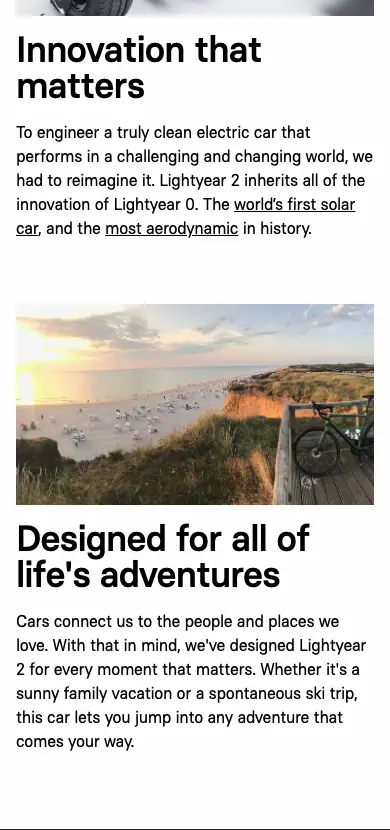 Innovation that
matters
To engineer a truly clean electric car that
performs in a challenging and changing world, we
had to reimagine it. Lightyear 2 inherits all of the
innovation of Lightyear 0. The world’s first solar
car, and the most aerodynamic in history.
Designed for all of
life's adventures
Cars connect us to the people and places we
love. With that in mind, we've designed Lightyear
2 for every moment that matters. Whether it's a
sunny family vacation or a spontaneous ski trip,
this car lets you jump into any adventure that
comes your way.